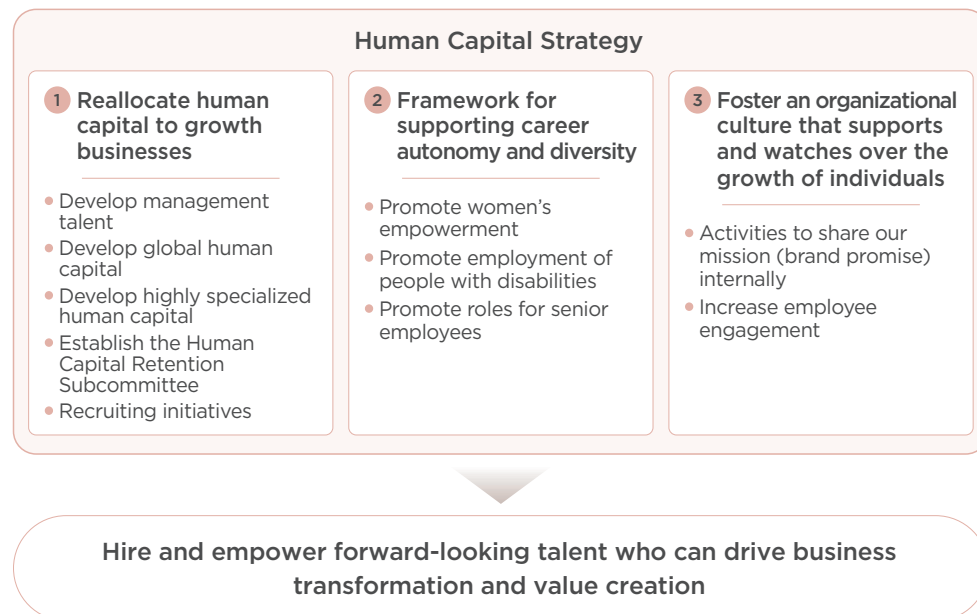 Human Capital Strategy
1 Reallocate human
capital to growth
businesses
• Develop management
talent
• Develop global human
capital
• Develop highly specialized
human capital
• Establish the Human
Capital Retention
Subcommittee
• Recruiting initiatives
2 Framework for
supporting career
autonomy and diversity
• Promote women’s
empowerment
• Promote employment of
people with disabilities
• Promote roles for senior
employees
3 Foster an organizational
culture that supports
and watches over the
growth of individuals
• Activities to share our
mission (brand promise)
internally
• Increase employee
engagement
Hire and empower forward-looking talent who can drive business
transformation and value creation